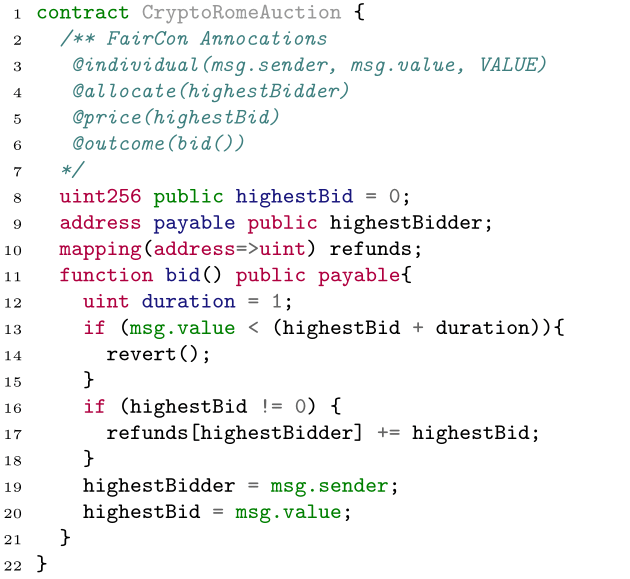 1 contract CryptoRomeAuction {
2   /** FairCon Annocations
3    @individual(msg.sender, msg.value, VALUE)
4    @allocate(highestBidder)
5    @price(highestBid)
6    @outcome(bid())
7   */
8   uint256 public highestBid = 0;
9   address payable public highestBidder;
10   mapping(address=>uint) refunds;
11   function bid() public payable{
12     uint duration = 1;
13     if (msg.value < (highestBid + duration)){
14       revert();
15     }
16     if (highestBid != 0) {
17       refunds[highestBidder] += highestBid;
18     }
19     highestBidder = msg.sender;
20     highestBid = msg.value;
21   }
22 }